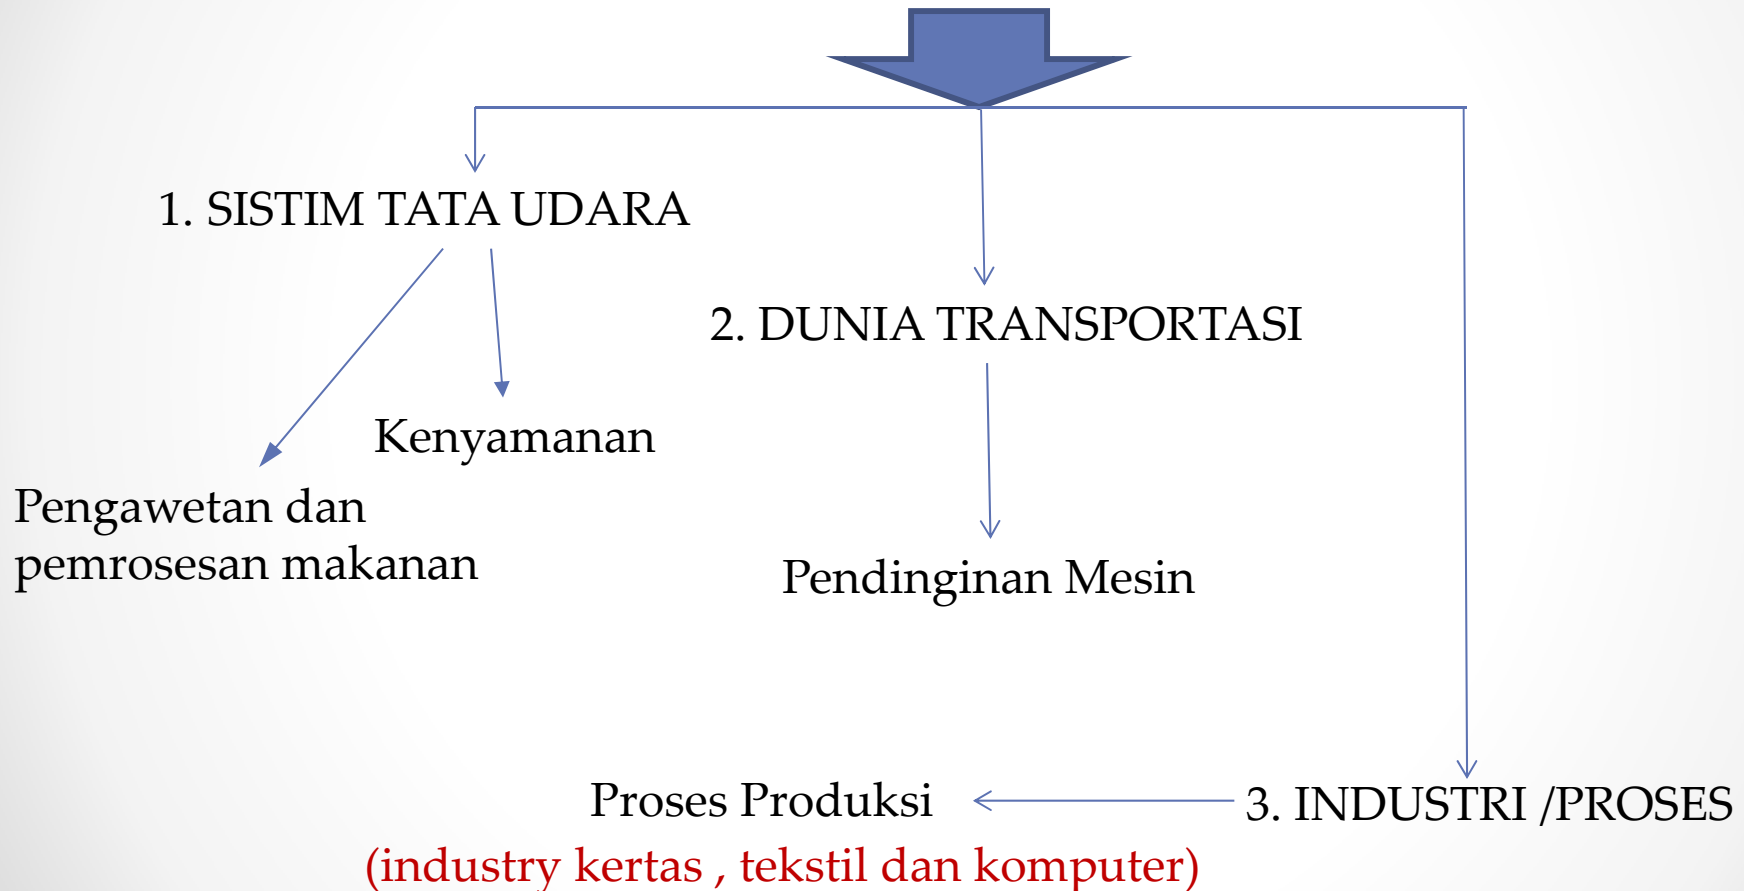 1. SISTIM TATA UDARA
2. DUNIA TRANSPORTASI
Kenyamanan
Pengawetan dan
pemrosesan makanan
Pendinginan Mesin
Proses Produksi
3. INDUSTRI /PROSES
(industry kertas , tekstil dan komputer)